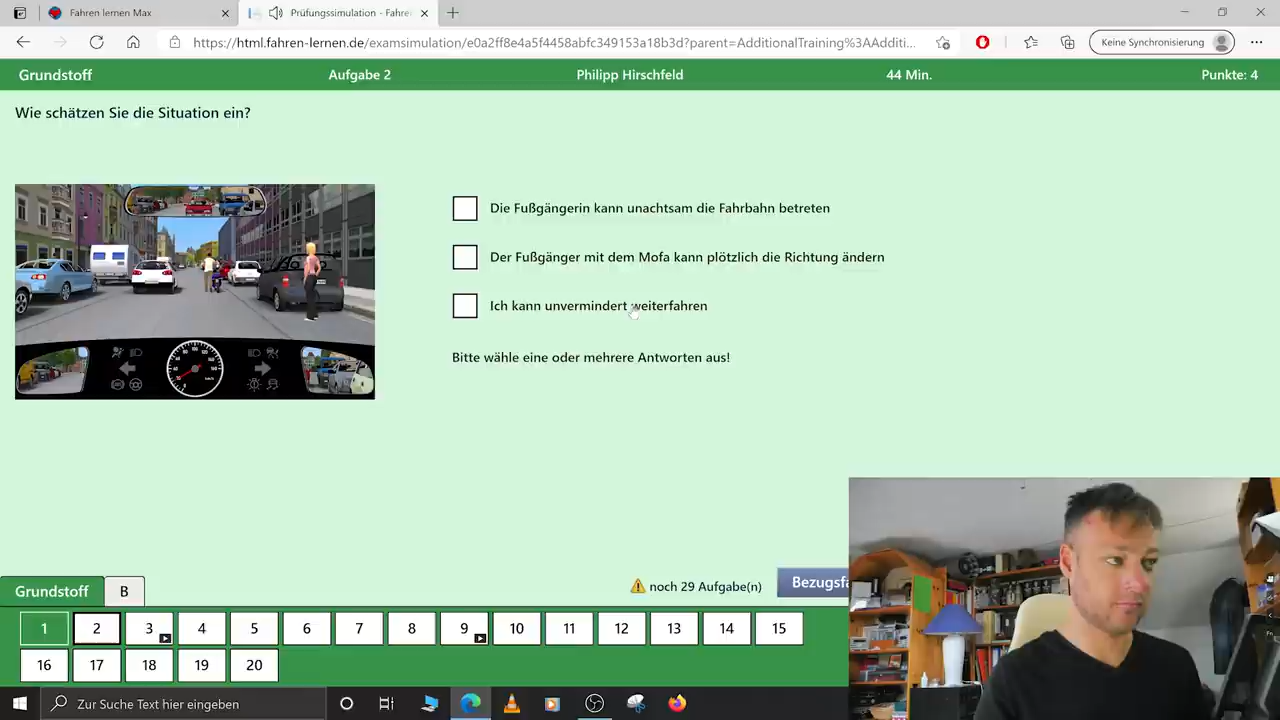 Fahren lernen Max
Prüfungssimulation - Fahre
https://html.fahren-lernen.de/examsimulation/e0a2ff8e4a5f4458abfc349153a18b3d?parent=AdditionalTraining%3AAdditi...
Keine Synchronisierung
Grundstoff
Aufgabe 2
Philipp Hirschfeld
44 Min.
Punkte: 4
Wie schätzen Sie die Situation ein?
Die Fußgängerin kann unachtsam die Fahrbahn betreten
Der Fußgänger mit dem Mofa kann plötzlich die Richtung ändern
Ich kann unvermindert weiterfahren
Bitte wähle eine oder mehrere Antworten aus!
Grundstoff
B
noch 29 Aufgabe(n)
Bezugsfa
1 2 3 4 5 6 7 8 9 10 11 12 13 14 15
16 17 18 19 20
Zur Suche Text hier eingeben